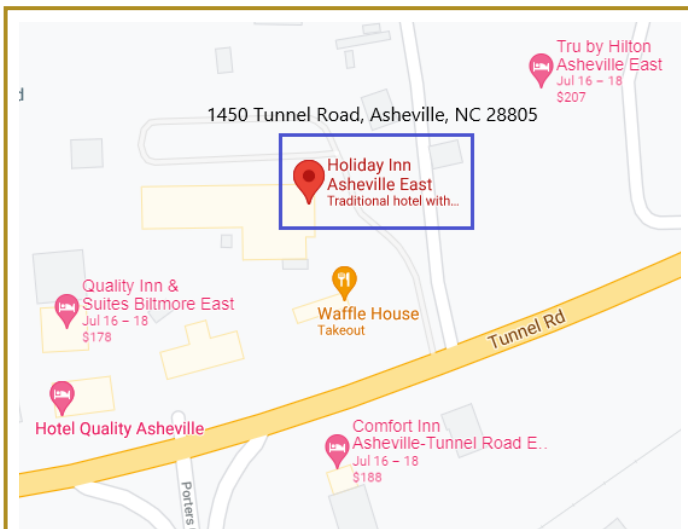 Tru by Hilton
Asheville East
Jul 16 – 18
$207
1450 Tunnel Road, Asheville, NC 28805
Holiday Inn
Asheville East
Traditional hotel with...
Quality Inn &
Suites Biltmore East
Jul 16 – 18
$178
Waffle House
Takeout
Tunnel Rd
Hotel Quality Asheville
Comfort Inn
Asheville-Tunnel Road E..
Jul 16 – 18
$188
Porters